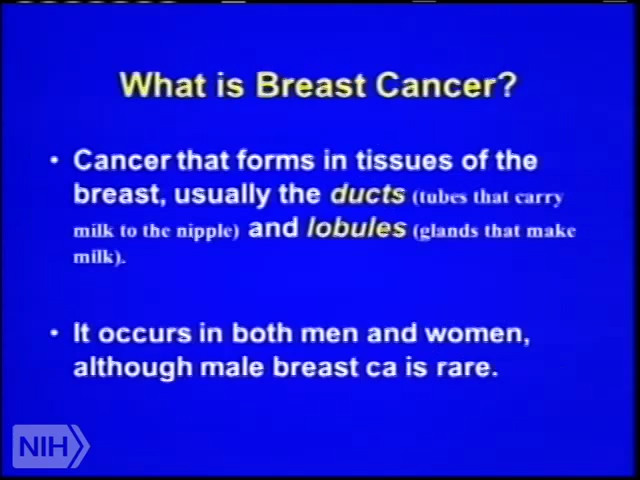 What is Breast Cancer?
• Cancer that forms in tissues of the
breast, usually the ducts (tubes that carry
milk to the nipple) and lobules (glands that make
milk).
• It occurs in both men and women,
although male breast ca is rare.
NIH